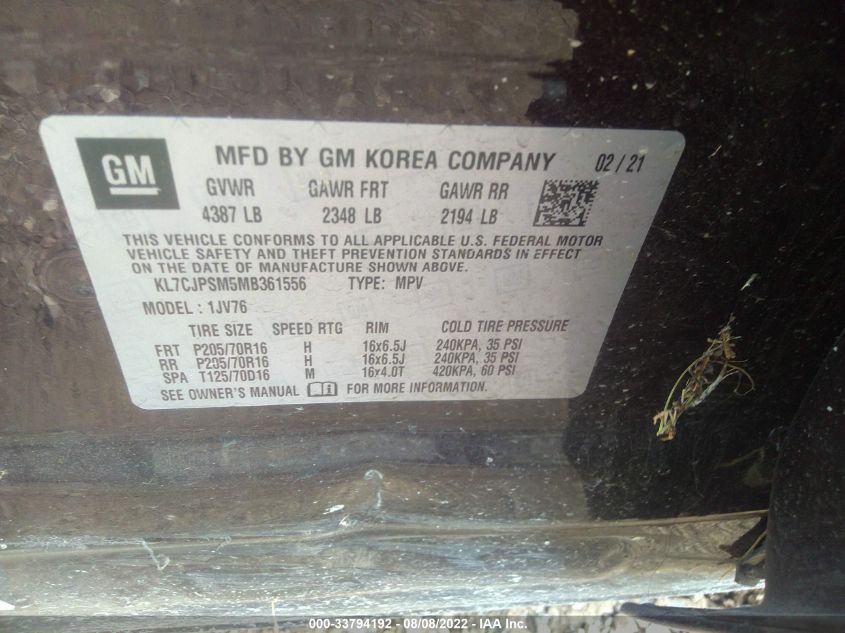 GM
MFD BY GM KOREA COMPANY 02 / 21
GVWR GAWR FRT GAWR RR
4387 LB 2348 LB 2194 LB
THIS VEHICLE CONFORMS TO ALL APPLICABLE U.S. FEDERAL MOTOR
VEHICLE SAFETY AND THEFT PREVENTION STANDARDS IN EFFECT
ON THE DATE OF MANUFACTURE SHOWN ABOVE.
KL7CJPSM5MB361556 TYPE: MPV
MODEL : 1JV76
TIRE SIZE SPEED RTG RIM COLD TIRE PRESSURE
FRT P205/70R16 H 16x6.5J 240KPA, 35 PSI
RR P205/70R16 H 16x6.5J 240KPA, 35 PSI
SPA T125/70D16 M 16x4.0T 420KPA, 60 PSI
SEE OWNER'S MANUAL FOR MORE INFORMATION.
000-33794192 - 08/08/2022 - IAA Inc.